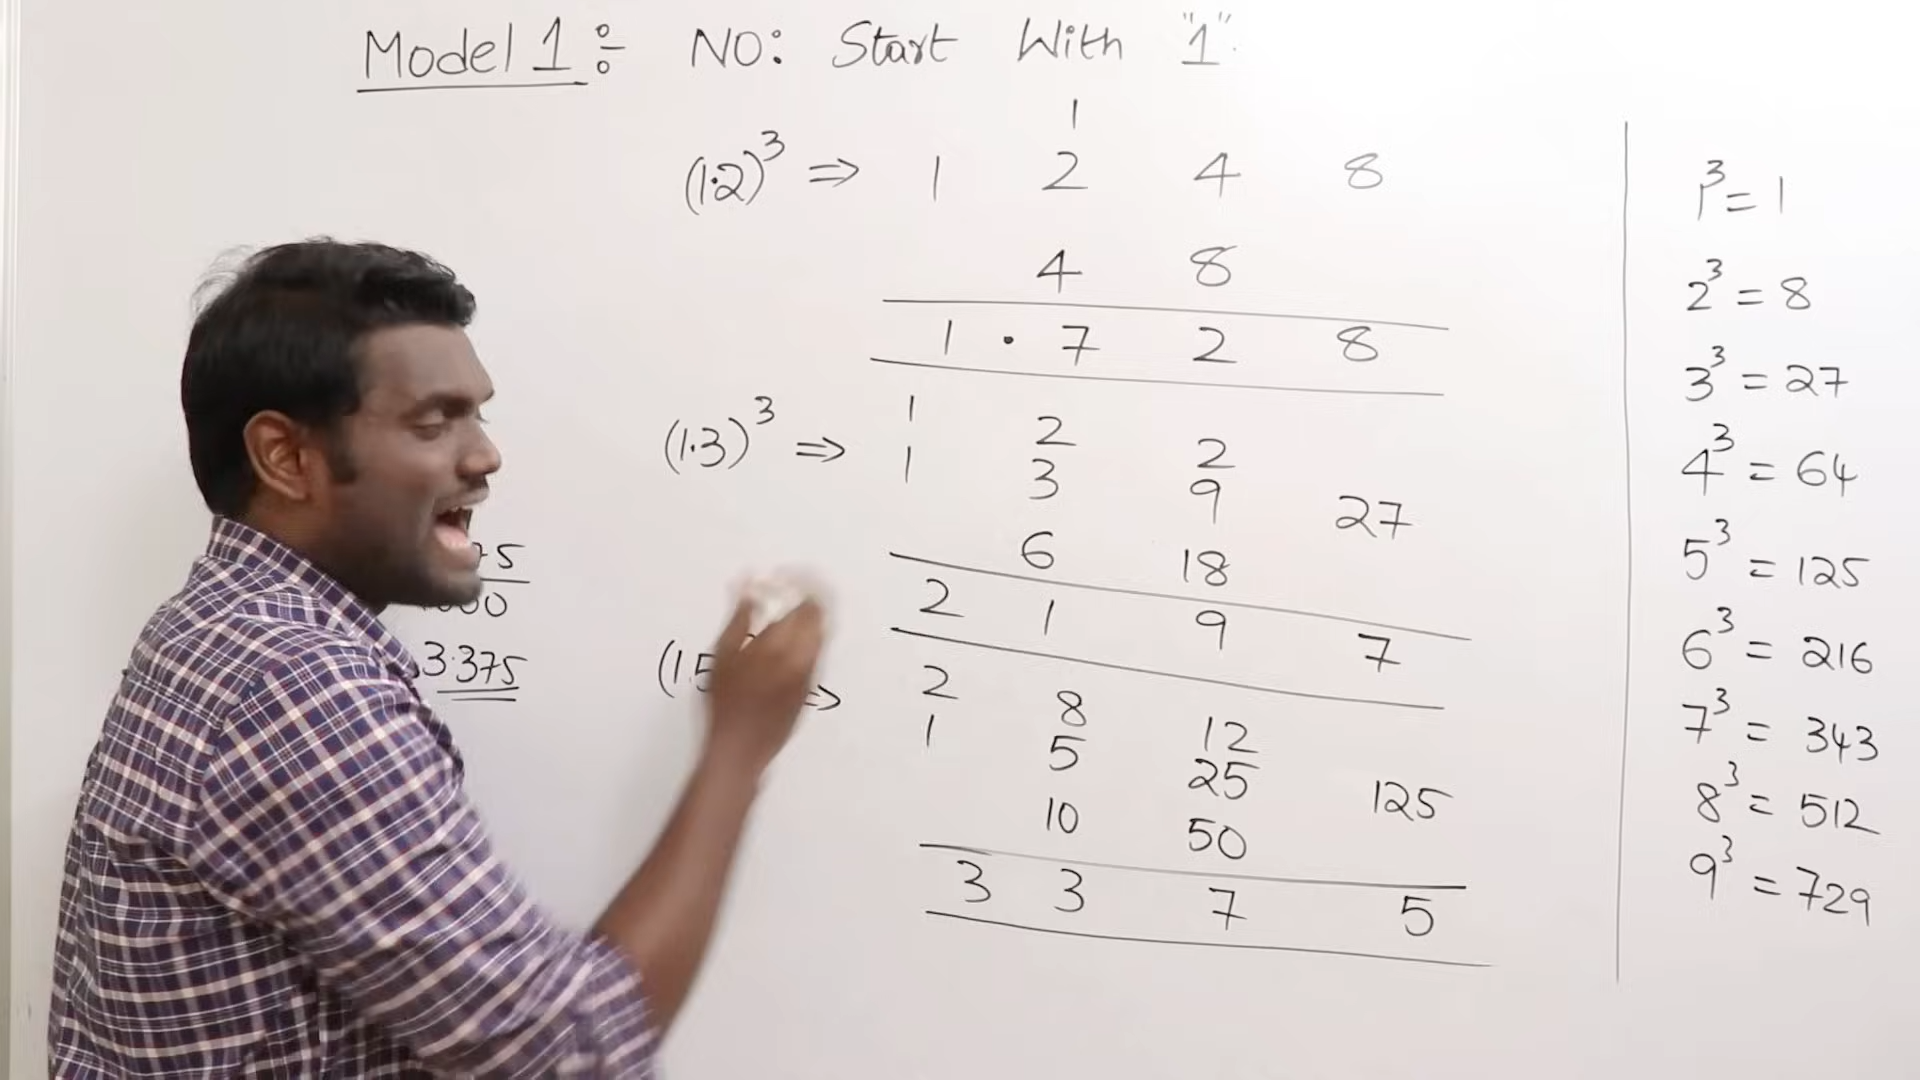 Model 1 ÷ NO: Start With "1".
1
(1.2)³ ⇒ 1 2 4 8
4 8
1 . 7 2 8
1 2 2
(1.3)³ ⇒ 1 3 9 27
6 18
2 1 9 7
2 8 12
(1.5 ⇒ 1 5 25 125
10 50
3 3 7 5
3.375
1³ = 1
2³ = 8
3³ = 27
4³ = 64
5³ = 125
6³ = 216
7³ = 343
8³ = 512
9³ = 729